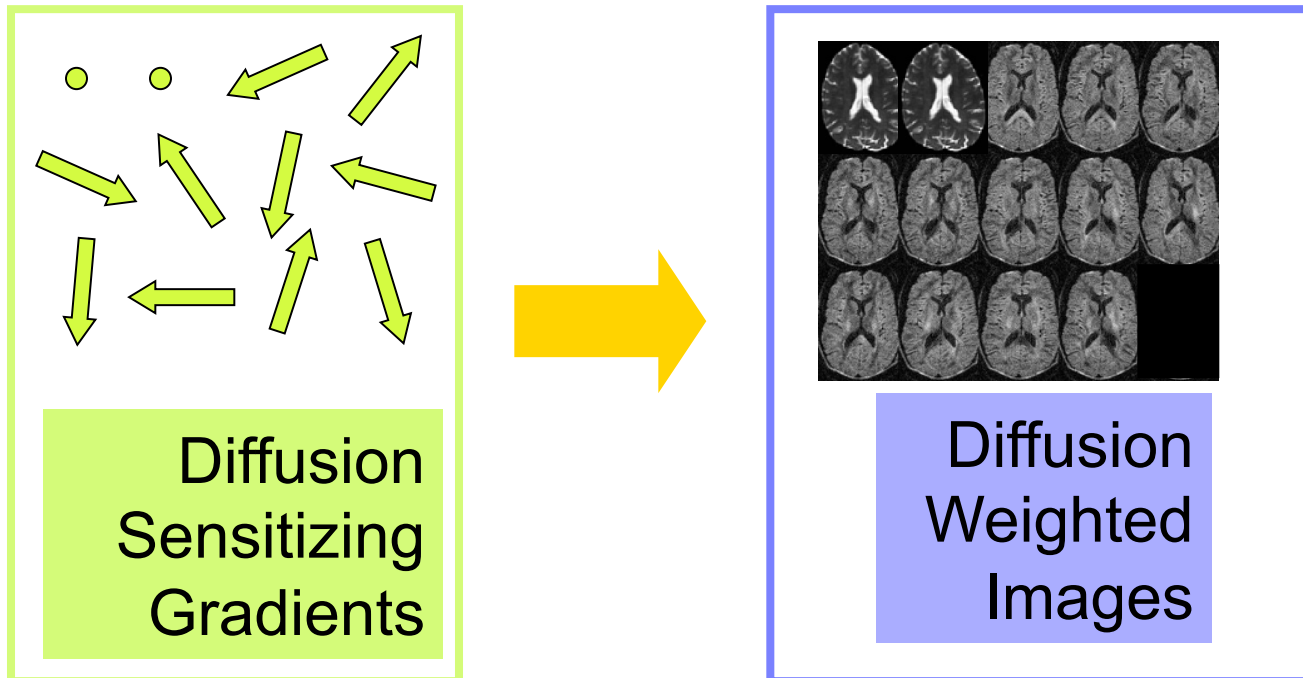 Diffusion
Sensitizing
Gradients
Diffusion
Weighted
Images